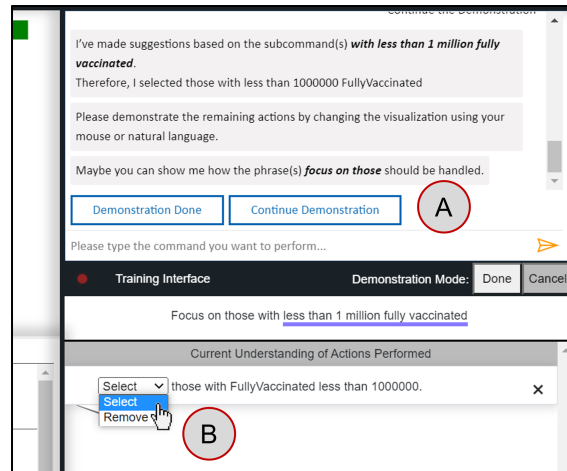 Continue the Demonstration
I've made suggestions based on the subcommand(s) with less than 1 million fully
vaccinated.
Therefore, I selected those with less than 1000000 FullyVaccinated
Please demonstrate the remaining actions by changing the visualization using your
mouse or natural language.
Maybe you can show me how the phrase(s) focus on those should be handled.
Demonstration Done Continue Demonstration A
Please type the command you want to perform...
Training Interface Demonstration Mode: Done Cancel
Focus on those with less than 1 million fully vaccinated
Current Understanding of Actions Performed
Select those with FullyVaccinated less than 1000000. ×
Select
Remove
B